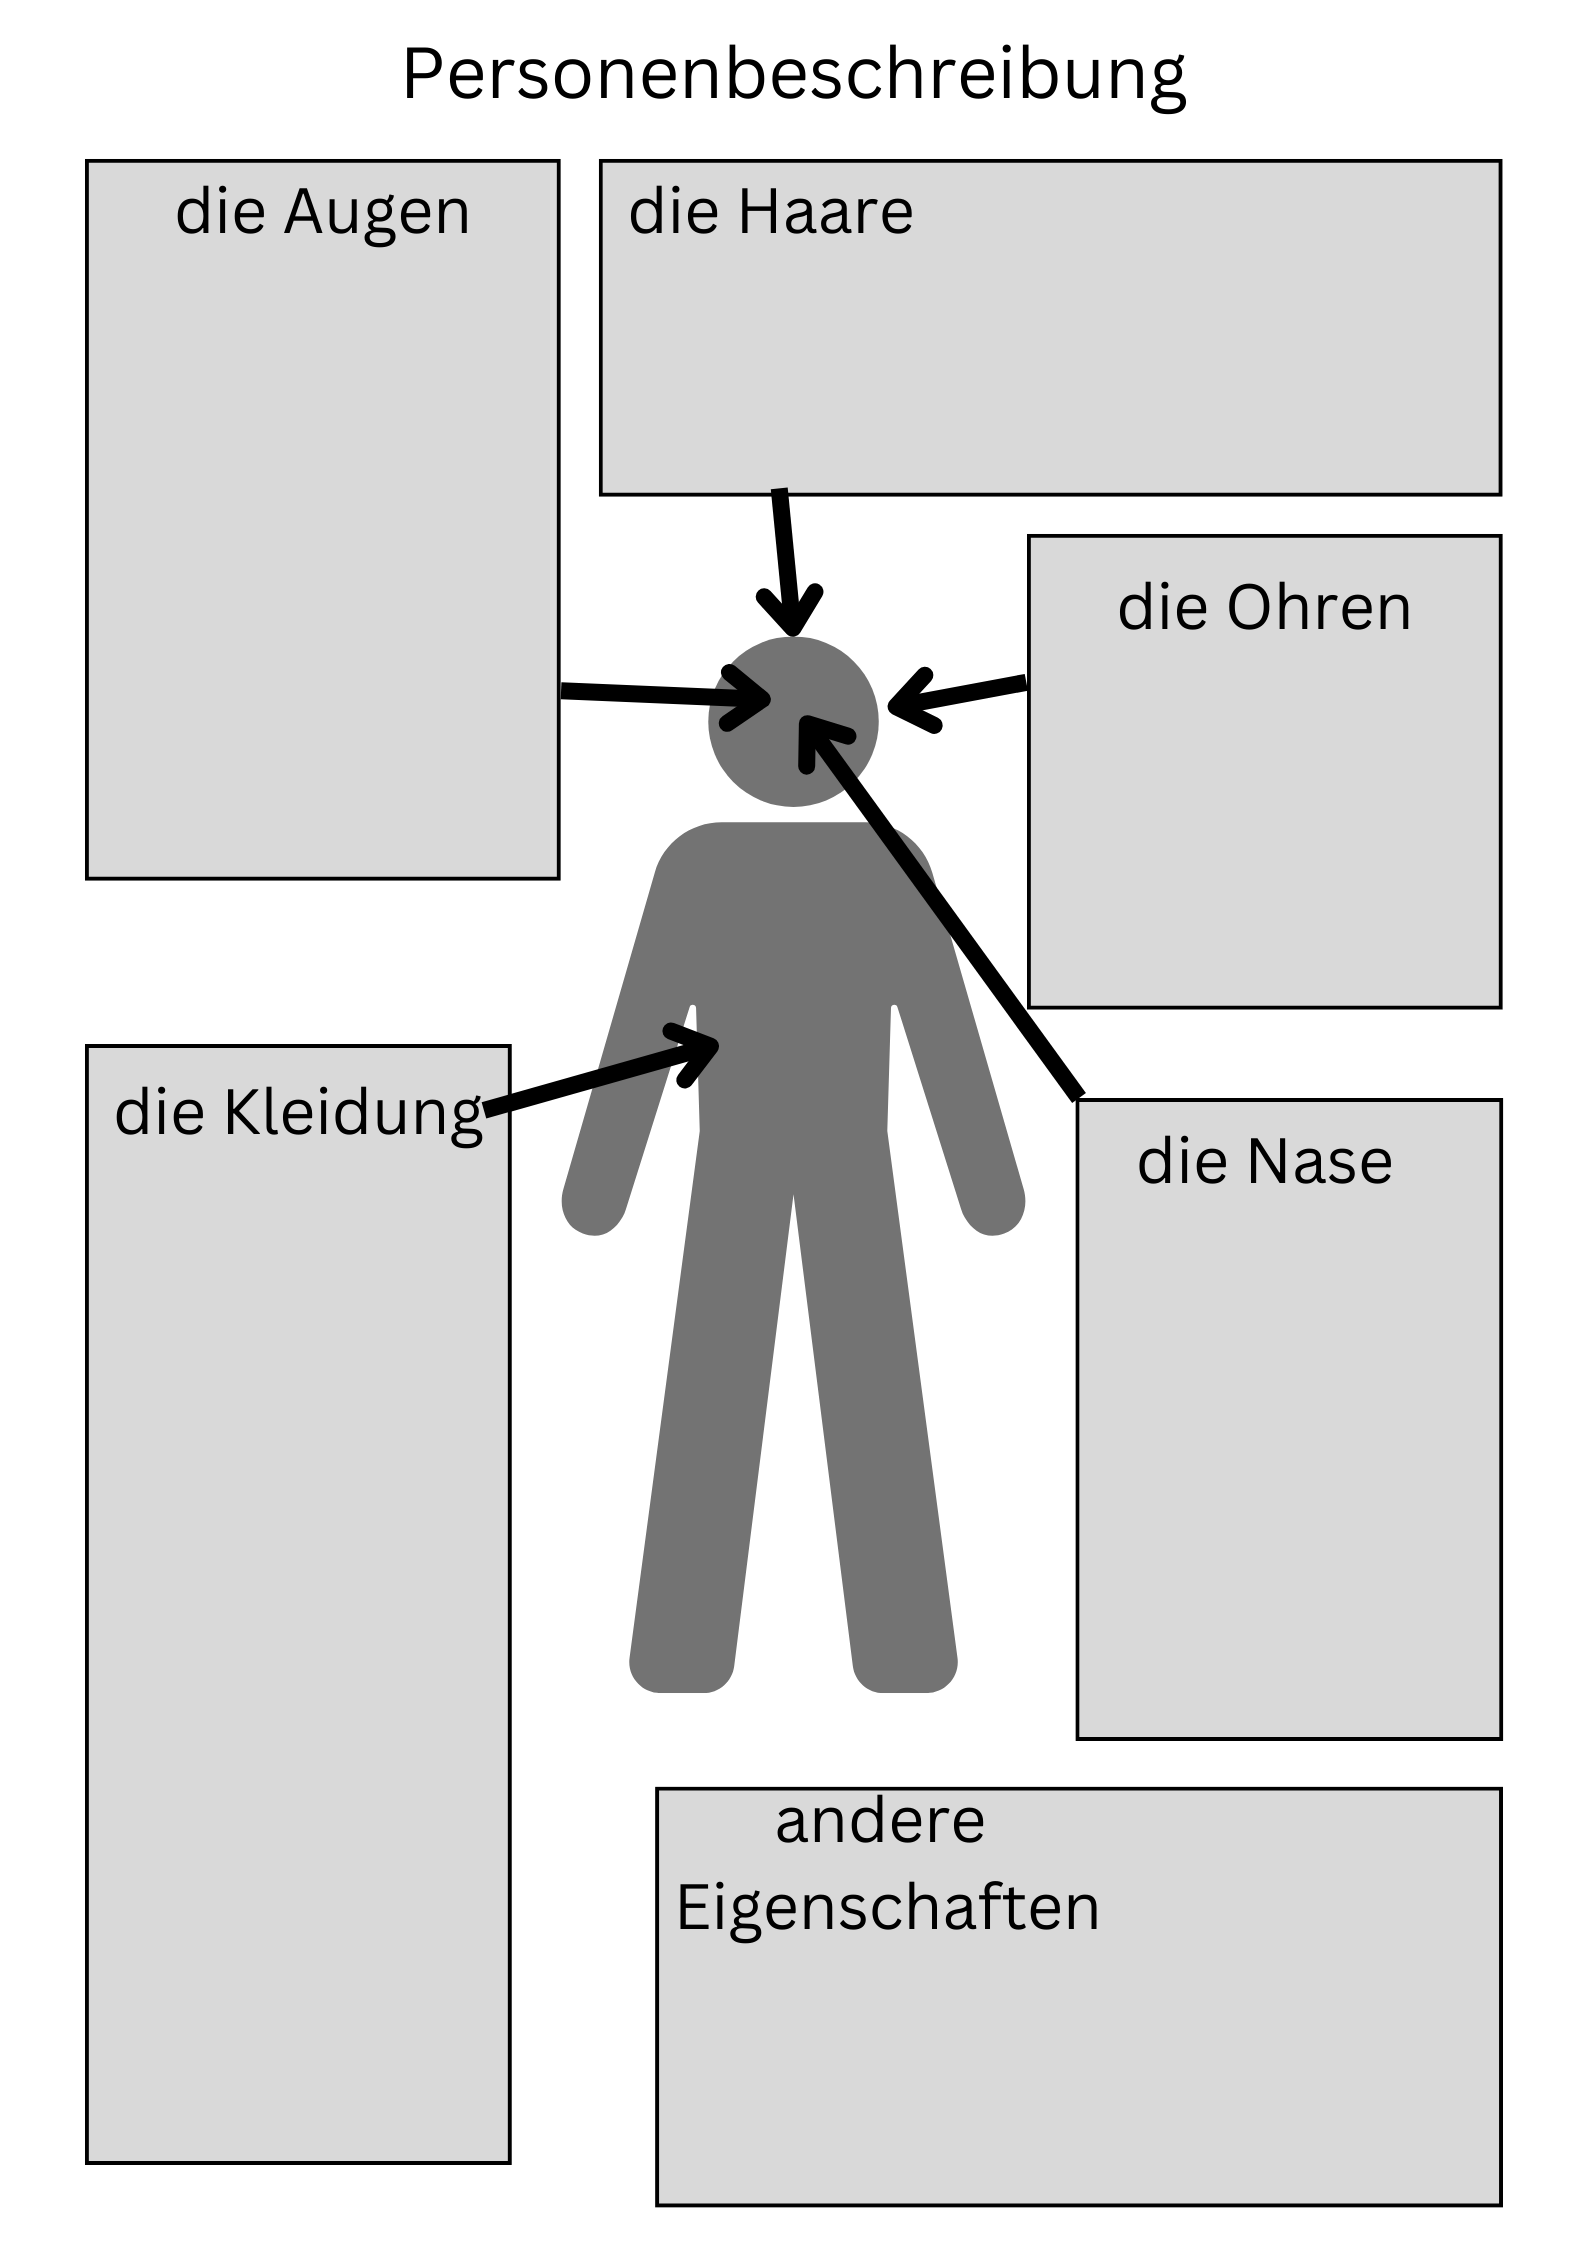 Personenbeschreibung
die Augen
die Haare
die Ohren
die Kleidung
die Nase
andere
Eigenschaften